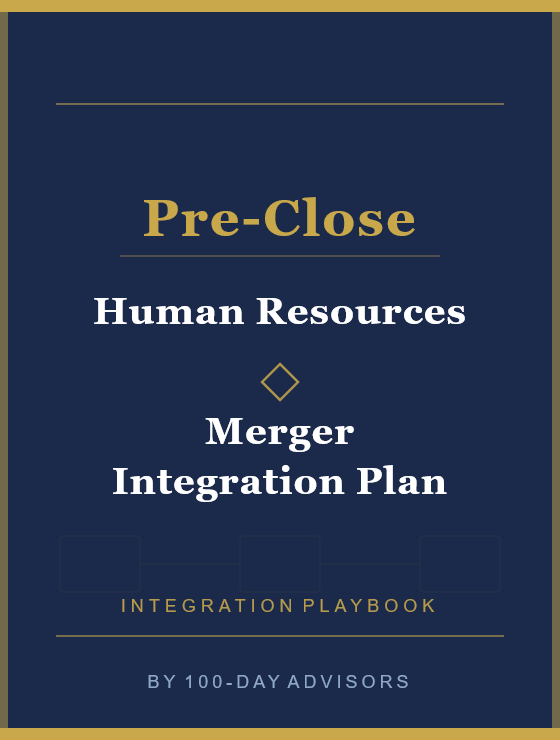 Pre-Close
Human Resources
Merger
Integration Plan
INTEGRATION PLAYBOOK
BY 100-DAY ADVISORS